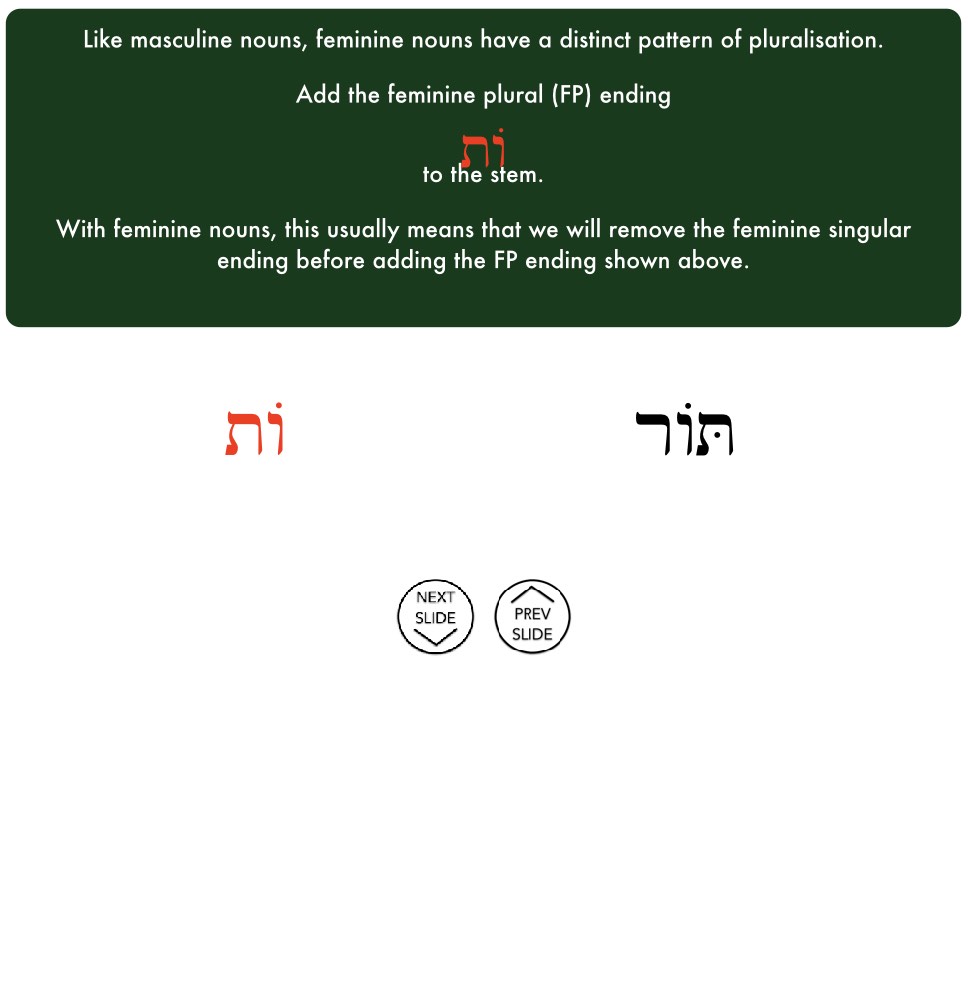 Like masculine nouns, feminine nouns have a distinct pattern of pluralisation.
Add the feminine plural (FP) ending
וֹת
to the stem.
With feminine nouns, this usually means that we will remove the feminine singular
ending before adding the FP ending shown above.
תּוֹר
וֹת
NEXT
SLIDE
PREV
SLIDE